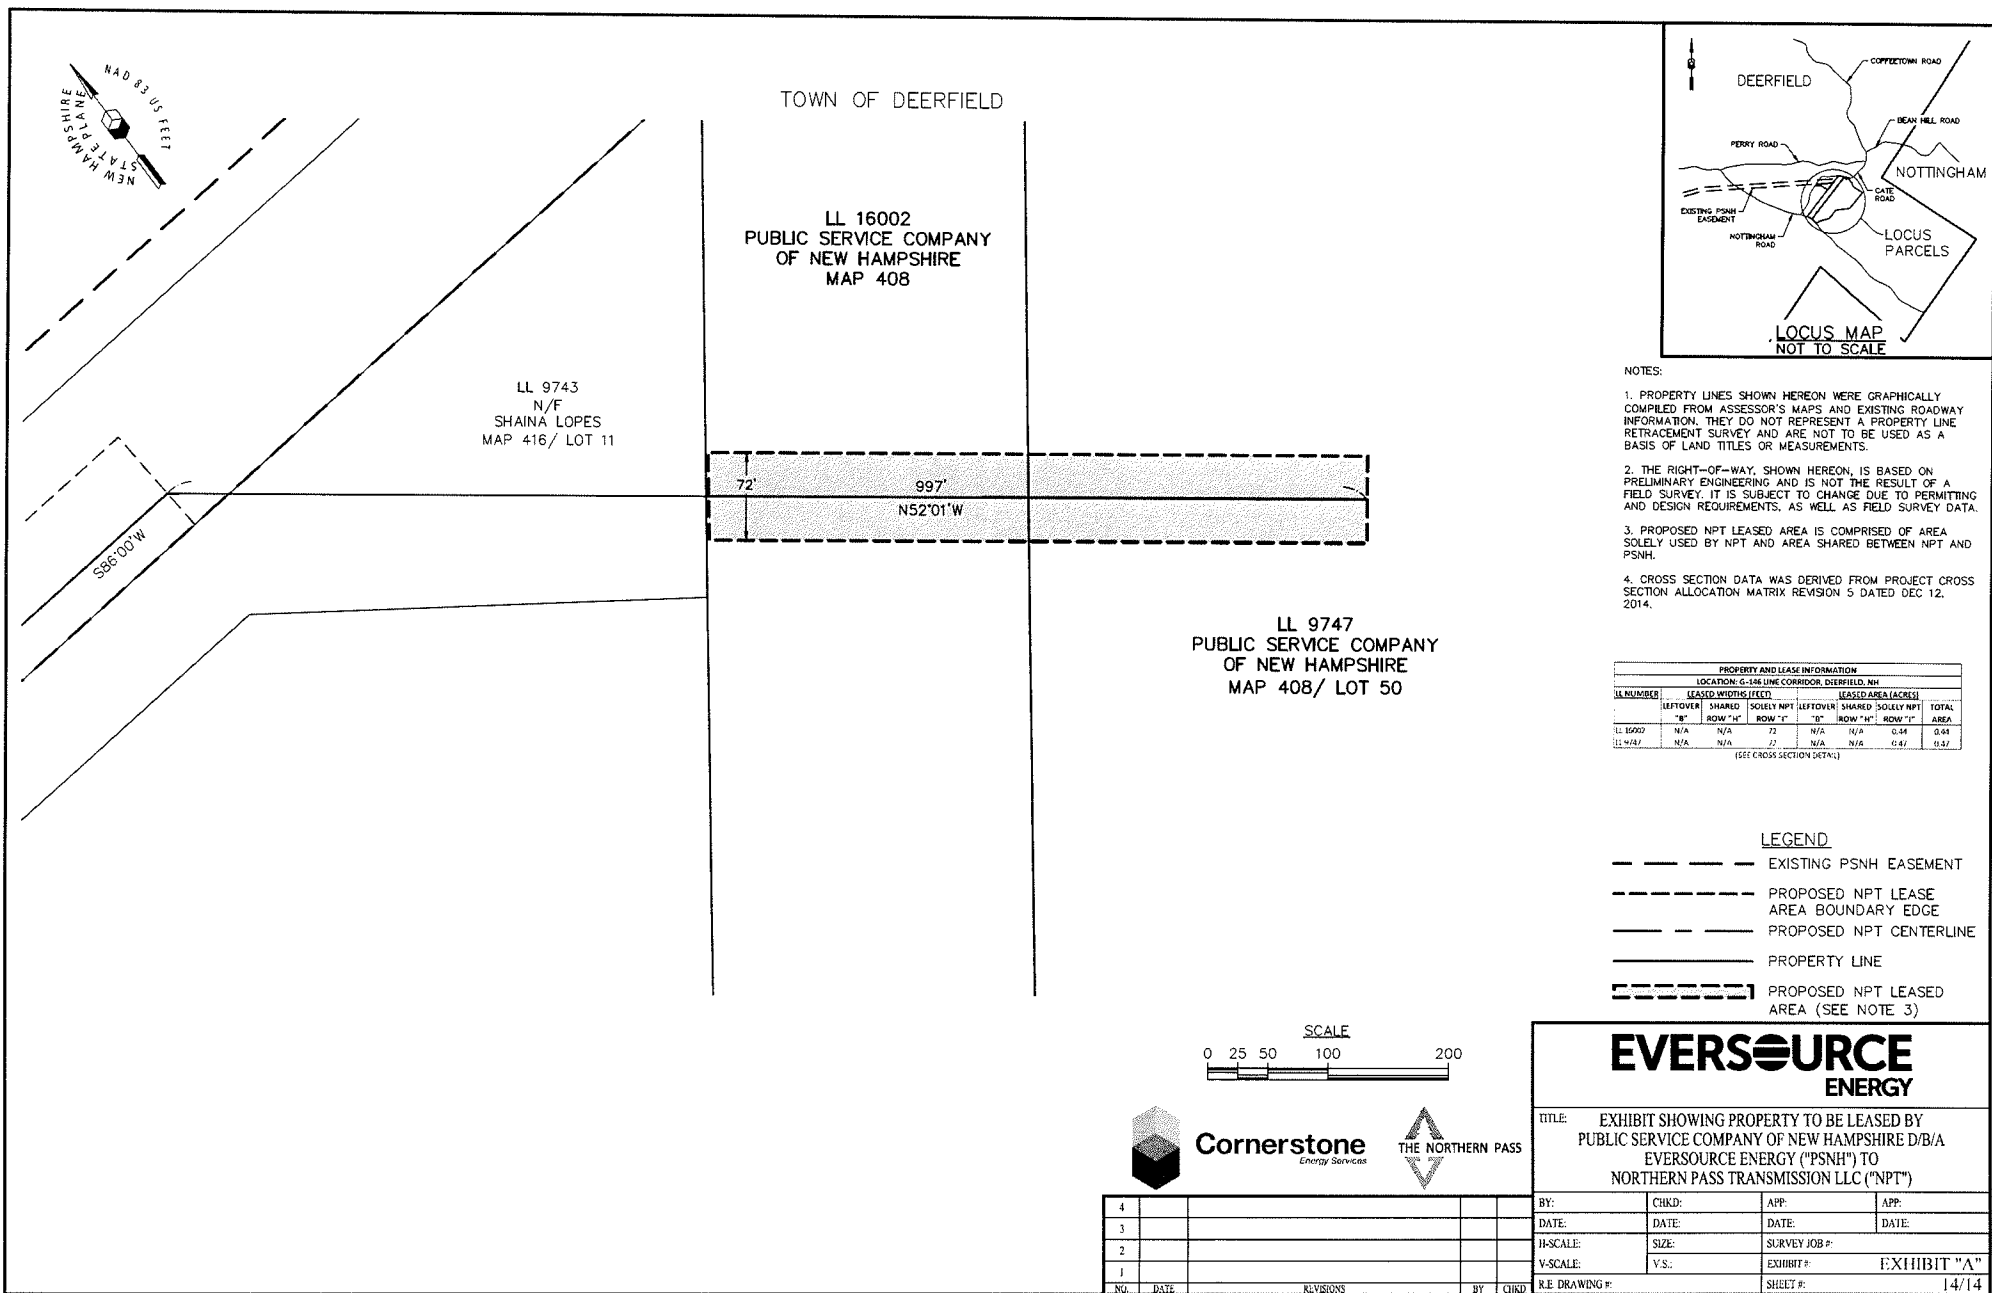 NAD 83 US FEET
NEW HAMPSHIRE
STATE PLANE
TOWN OF DEERFIELD
LL 16002
PUBLIC SERVICE COMPANY
OF NEW HAMPSHIRE
MAP 408
LL 9743
N/F
SHAINA LOPES
MAP 416/ LOT 11
72'
997'
N52°01'W
S86°00'W
LL 9747
PUBLIC SERVICE COMPANY
OF NEW HAMPSHIRE
MAP 408/ LOT 50
COFFEETOWN ROAD
DEERFIELD
BEAN HILL ROAD
PERRY ROAD
NOTTINGHAM
CATE
ROAD
EXISTING PSNH
EASEMENT
NOTTINGHAM
ROAD
LOCUS
PARCELS
LOCUS MAP
NOT TO SCALE
NOTES:
1. PROPERTY LINES SHOWN HEREON WERE GRAPHICALLY
COMPILED FROM ASSESSOR'S MAPS AND EXISTING ROADWAY
INFORMATION. THEY DO NOT REPRESENT A PROPERTY LINE
RETRACEMENT SURVEY AND ARE NOT TO BE USED AS A
BASIS OF LAND TITLES OR MEASUREMENTS.
2. THE RIGHT-OF-WAY, SHOWN HEREON, IS BASED ON
PRELIMINARY ENGINEERING AND IS NOT THE RESULT OF A
FIELD SURVEY. IT IS SUBJECT TO CHANGE DUE TO PERMITTING
AND DESIGN REQUIREMENTS, AS WELL AS FIELD SURVEY DATA.
3. PROPOSED NPT LEASED AREA IS COMPRISED OF AREA
SOLELY USED BY NPT AND AREA SHARED BETWEEN NPT AND
PSNH.
4. CROSS SECTION DATA WAS DERIVED FROM PROJECT CROSS
SECTION ALLOCATION MATRIX REVISION 5 DATED DEC 12,
2014.
PROPERTY AND LEASE INFORMATION
LOCATION: G-146 LINE CORRIDOR, DEERFIELD, NH
LL NUMBER LEASED WIDTHS (FEET) LEASED AREA (ACRES)
LEFTOVER SHARED SOLELY NPT LEFTOVER SHARED SOLELY NPT TOTAL
"B" ROW "H" ROW "I" "B" ROW "H" ROW "I" AREA
LL 16002 N/A N/A 72 N/A N/A 0.44 0.44
LL 9747 N/A N/A 72 N/A N/A 0.47 0.47
(SEE CROSS SECTION DETAIL)
LEGEND
EXISTING PSNH EASEMENT
PROPOSED NPT LEASE
AREA BOUNDARY EDGE
PROPOSED NPT CENTERLINE
PROPERTY LINE
PROPOSED NPT LEASED
AREA (SEE NOTE 3)
SCALE
0 25 50 100 200
Cornerstone
Energy Services
THE NORTHERN PASS
EVERSOURCE
ENERGY
TITLE: EXHIBIT SHOWING PROPERTY TO BE LEASED BY
PUBLIC SERVICE COMPANY OF NEW HAMPSHIRE D/B/A
EVERSOURCE ENERGY ("PSNH") TO
NORTHERN PASS TRANSMISSION LLC ("NPT")
BY: CHKD: APP: APP:
DATE: DATE: DATE: DATE:
H-SCALE: SIZE: SURVEY JOB #:
V-SCALE: V.S.: EXHIBIT #: EXHIBIT "A"
R.E DRAWING #: SHEET #: 14/14
4
3
2
1
NO. DATE REVISIONS BY CHKD